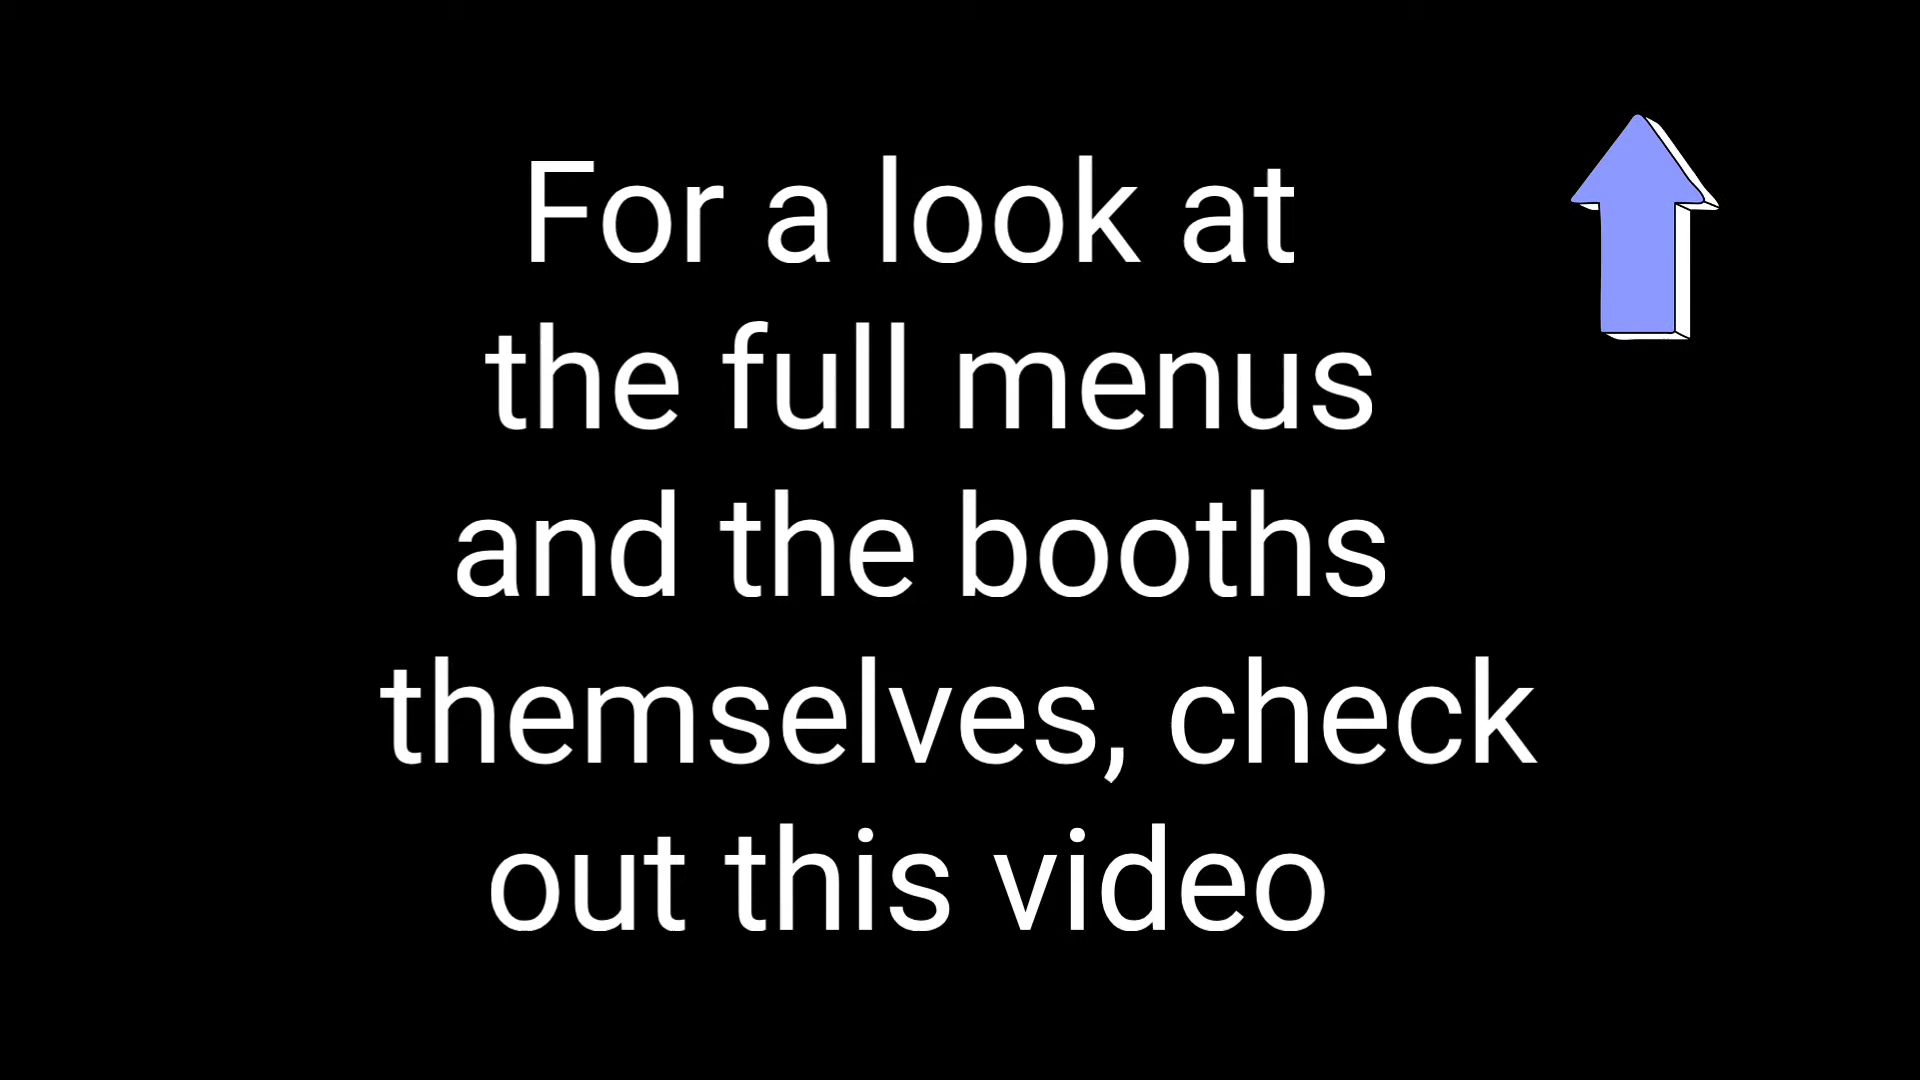 For a look at
the full menus
and the booths
themselves, check
out this video